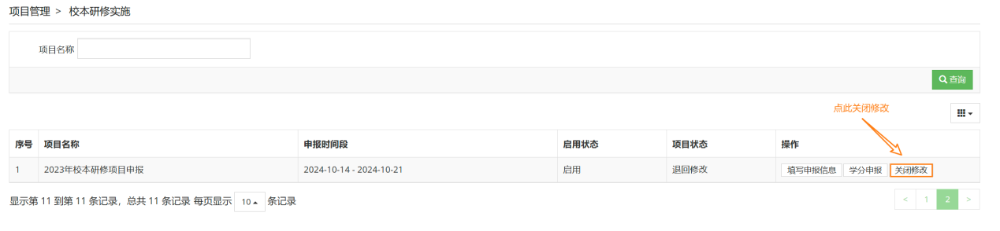 项目管理 > 校本研修实施
项目名称
查询
点此关闭修改
序号 项目名称 申报时间段 启用状态 项目状态 操作
1 2023年校本研修项目申报 2024-10-14 - 2024-10-21 启用 退回修改 填写申报信息 学分申报 关闭修改
显示第 11 到第 11 条记录，总共 11 条记录 每页显示 10 条记录 < 1 2 >